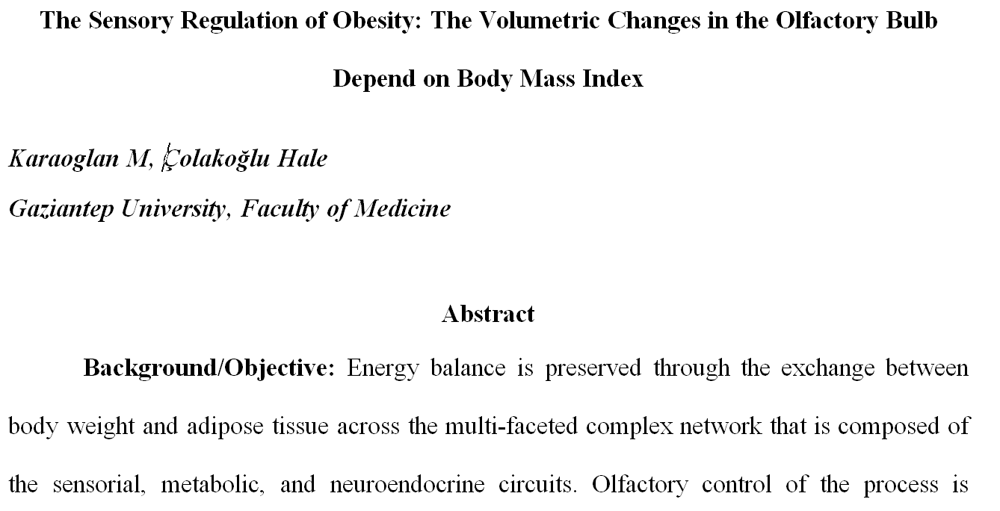 The Sensory Regulation of Obesity: The Volumetric Changes in the Olfactory Bulb
Depend on Body Mass Index
Karaoglan M, Çolakoğlu Hale
Gaziantep University, Faculty of Medicine
Abstract
Background/Objective: Energy balance is preserved through the exchange between
body weight and adipose tissue across the multi-faceted complex network that is composed of
the sensorial, metabolic, and neuroendocrine circuits. Olfactory control of the process is